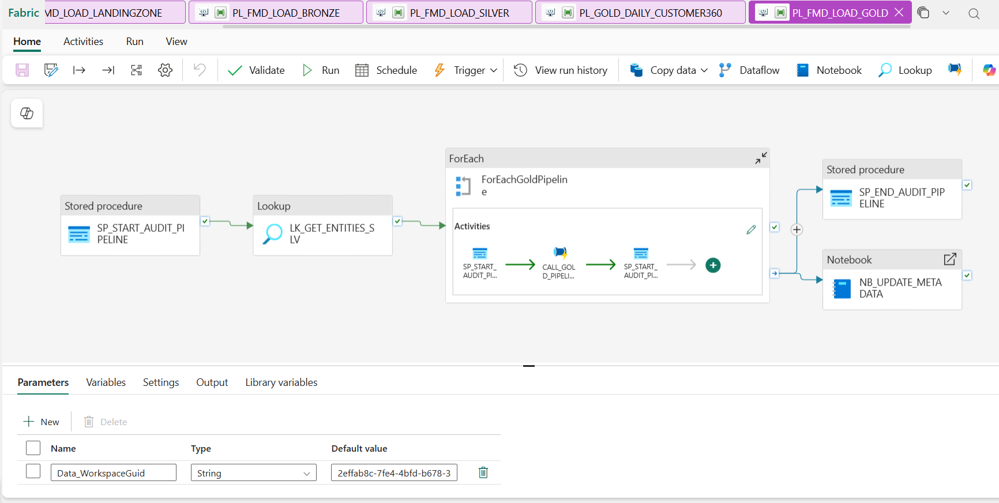 Fabric
MD_LOAD_LANDINGZONE
PL_FMD_LOAD_BRONZE
PL_FMD_LOAD_SILVER
PL_GOLD_DAILY_CUSTOMER360
PL_FMD_LOAD_GOLD
Home
Activities
Run
View
Validate
Run
Schedule
Trigger
View run history
Copy data
Dataflow
Notebook
Lookup
Stored procedure
SP_START_AUDIT_PI
PELINE
Lookup
LK_GET_ENTITIES_S
LV
ForEach
ForEachGoldPipelin
e
Activities
SP_START_
AUDIT_PI...
CALL_GOL
D_PIPELI...
SP_START_
AUDIT_PI...
Stored procedure
SP_END_AUDIT_PIP
ELINE
Notebook
NB_UPDATE_META
DATA
Parameters
Variables
Settings
Output
Library variables
New
Delete
Name
Type
Default value
Data_WorkspaceGuid
String
2effab8c-7fe4-4bfd-b678-3